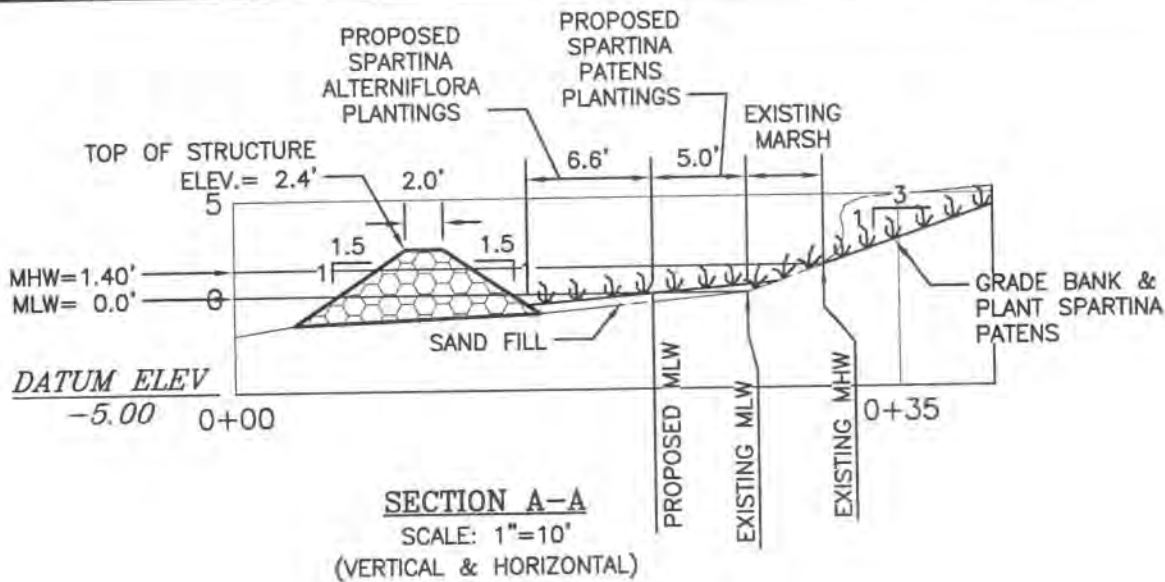 PROPOSED
SPARTINA
ALTERNIFLORA
PLANTINGS
PROPOSED
SPARTINA
PATENS
PLANTINGS
EXISTING
MARSH
TOP OF STRUCTURE
ELEV.= 2.4'
2.0'
6.6'
5.0'
5
1.5
1
1.5
1
3
1
MHW=1.40'
MLW= 0.0'
0
SAND FILL
GRADE BANK &
PLANT SPARTINA
PATENS
DATUM ELEV
-5.00
0+00
0+35
PROPOSED MLW
EXISTING MLW
EXISTING MHW
SECTION A-A
SCALE: 1"=10'
(VERTICAL & HORIZONTAL)